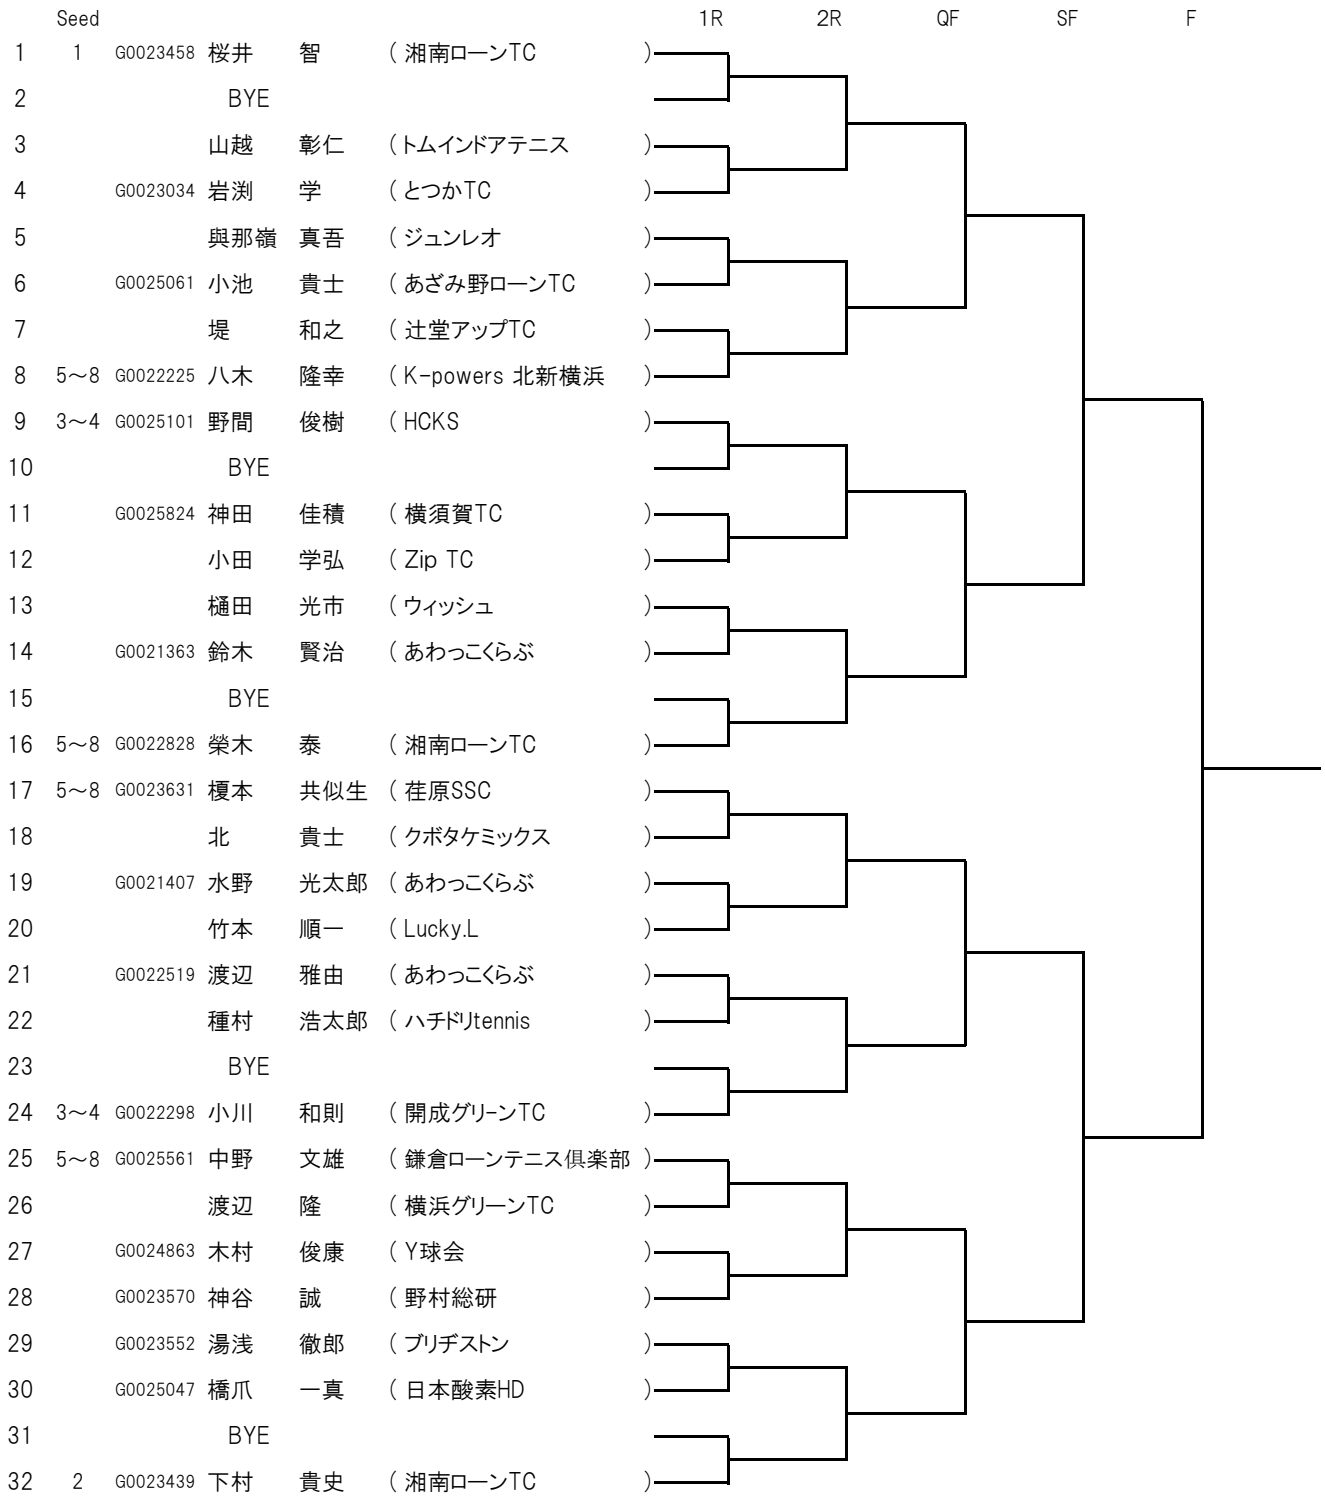 Seed 1R 2R QF SF F
1 1 G0023458 桜井 智 ( 湘南ローンTC )
2 BYE
3 山越 彰仁 ( トムインドアテニス )
4 G0023034 岩渕 学 ( とつかTC )
5 與那嶺 真吾 ( ジュンレオ )
6 G0025061 小池 貴士 ( あざみ野ローンTC )
7 堤 和之 ( 辻堂アップTC )
8 5～8 G0022225 八木 隆幸 ( K-powers 北新横浜 )
9 3～4 G0025101 野間 俊樹 ( HCKS )
10 BYE
11 G0025824 神田 佳積 ( 横須賀TC )
12 小田 学弘 ( Zip TC )
13 樋田 光市 ( ウィッシュ )
14 G0021363 鈴木 賢治 ( あわっこくらぶ )
15 BYE
16 5～8 G0022828 榮木 泰 ( 湘南ローンTC )
17 5～8 G0023631 榎本 共似生 ( 荏原SSC )
18 北 貴士 ( クボタケミックス )
19 G0021407 水野 光太郎 ( あわっこくらぶ )
20 竹本 順一 ( Lucky.L )
21 G0022519 渡辺 雅由 ( あわっこくらぶ )
22 種村 浩太郎 ( ハチドリtennis )
23 BYE
24 3～4 G0022298 小川 和則 ( 開成グリーンTC )
25 5～8 G0025561 中野 文雄 ( 鎌倉ローンテニス倶楽部 )
26 渡辺 隆 ( 横浜グリーンTC )
27 G0024863 木村 俊康 ( Y球会 )
28 G0023570 神谷 誠 ( 野村総研 )
29 G0023552 湯浅 徹郎 ( ブリヂストン )
30 G0025047 橋爪 一真 ( 日本酸素HD )
31 BYE
32 2 G0023439 下村 貴史 ( 湘南ローンTC )